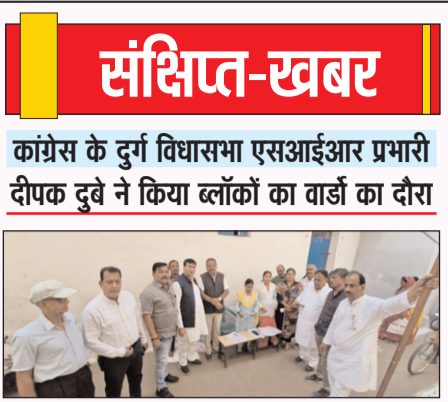 संक्षिप्त-खबर
कांग्रेस के दुर्ग विधासभा एसआईआर प्रभारी
दीपक दुबे ने किया ब्लॉकों का वार्डो का दौरा